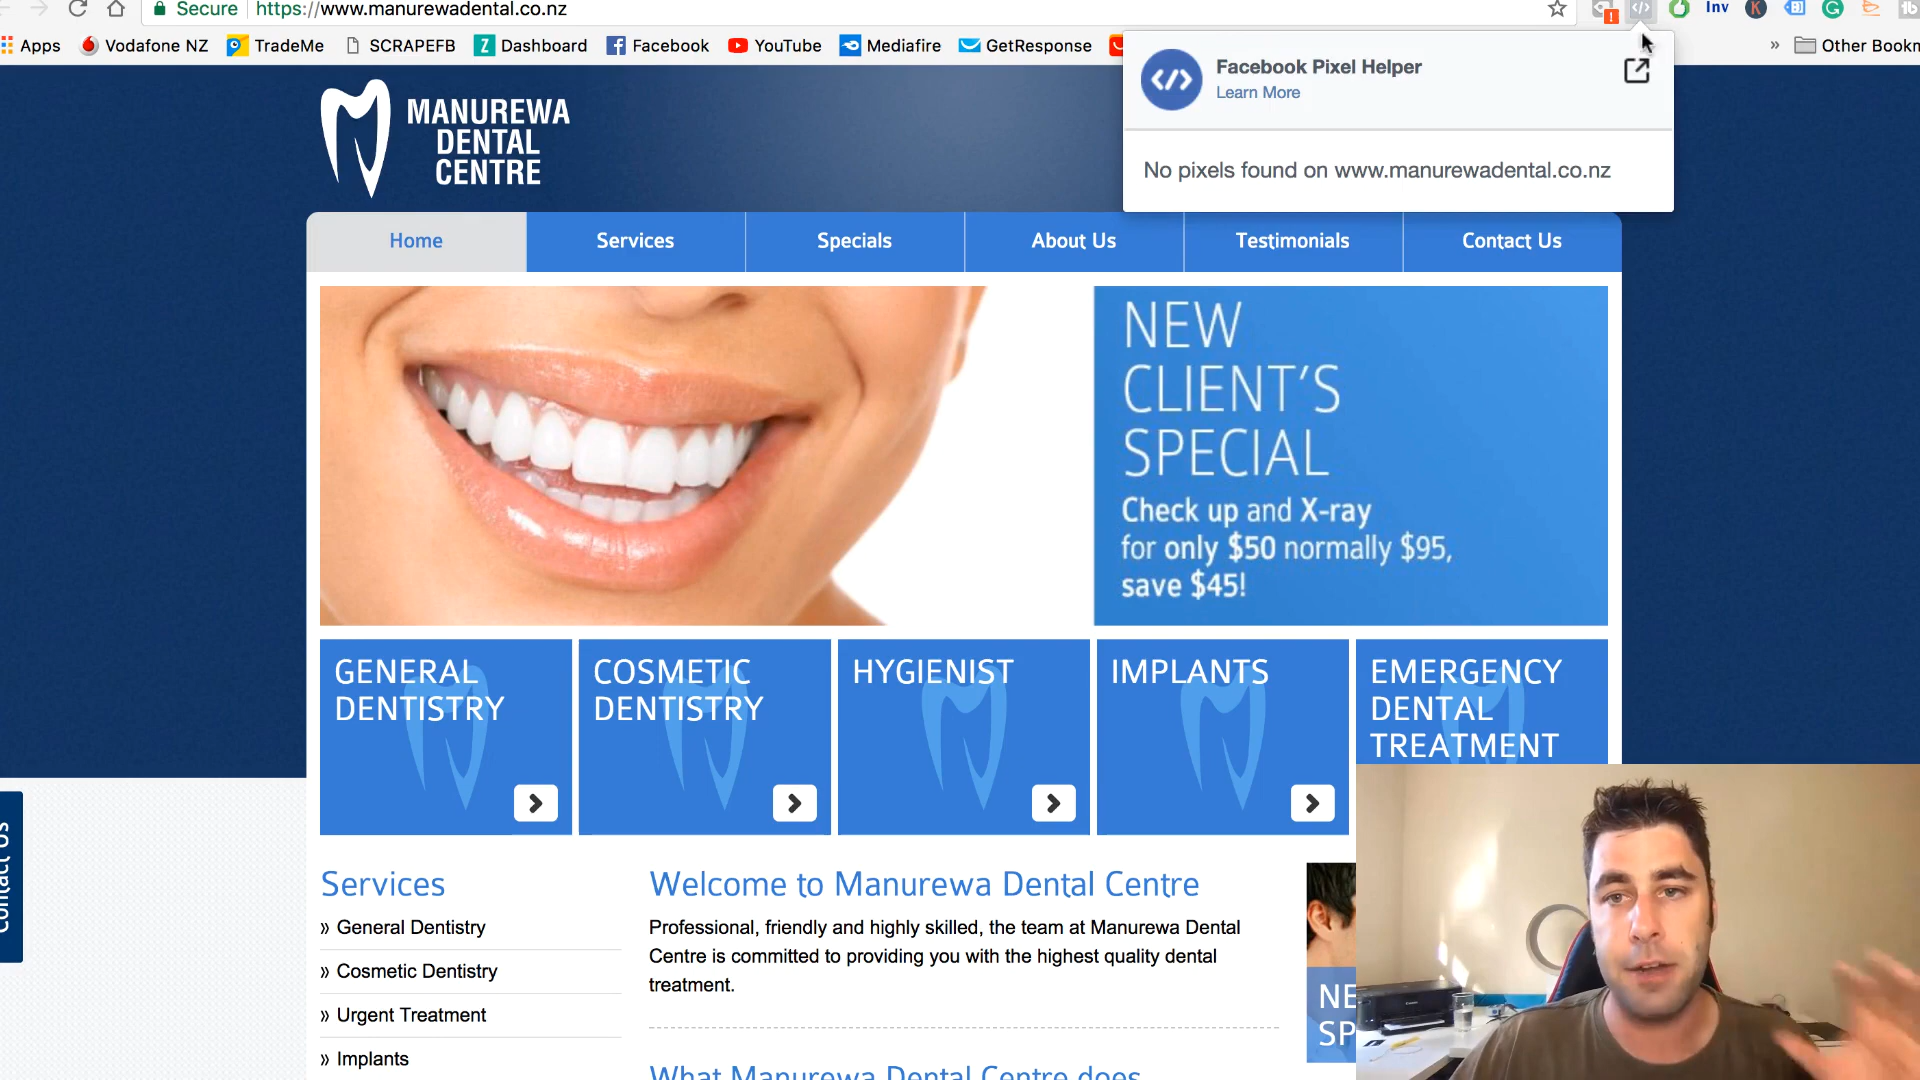 Secure
https://www.manurewadental.co.nz
Inv
K
Apps
Vodafone NZ
TradeMe
SCRAPEFB
Z
Dashboard
Facebook
YouTube
Mediafire
GetResponse
»
Other Bookm
</>
Facebook Pixel Helper
Learn More
No pixels found on www.manurewadental.co.nz
MANUREWA
DENTAL
CENTRE
Home
Services
Specials
About Us
Testimonials
Contact Us
NEW
CLIENT'S
SPECIAL
Check up and X-ray
for only $50 normally $95,
save $45!
GENERAL
DENTISTRY
COSMETIC
DENTISTRY
HYGIENIST
IMPLANTS
EMERGENCY
DENTAL
TREATMENT
Contact Us
Services
» General Dentistry
» Cosmetic Dentistry
» Urgent Treatment
» Implants
Welcome to Manurewa Dental Centre
Professional, friendly and highly skilled, the team at Manurewa Dental
Centre is committed to providing you with the highest quality dental
treatment.
What Manurewa Dental Centre does
NE
SP